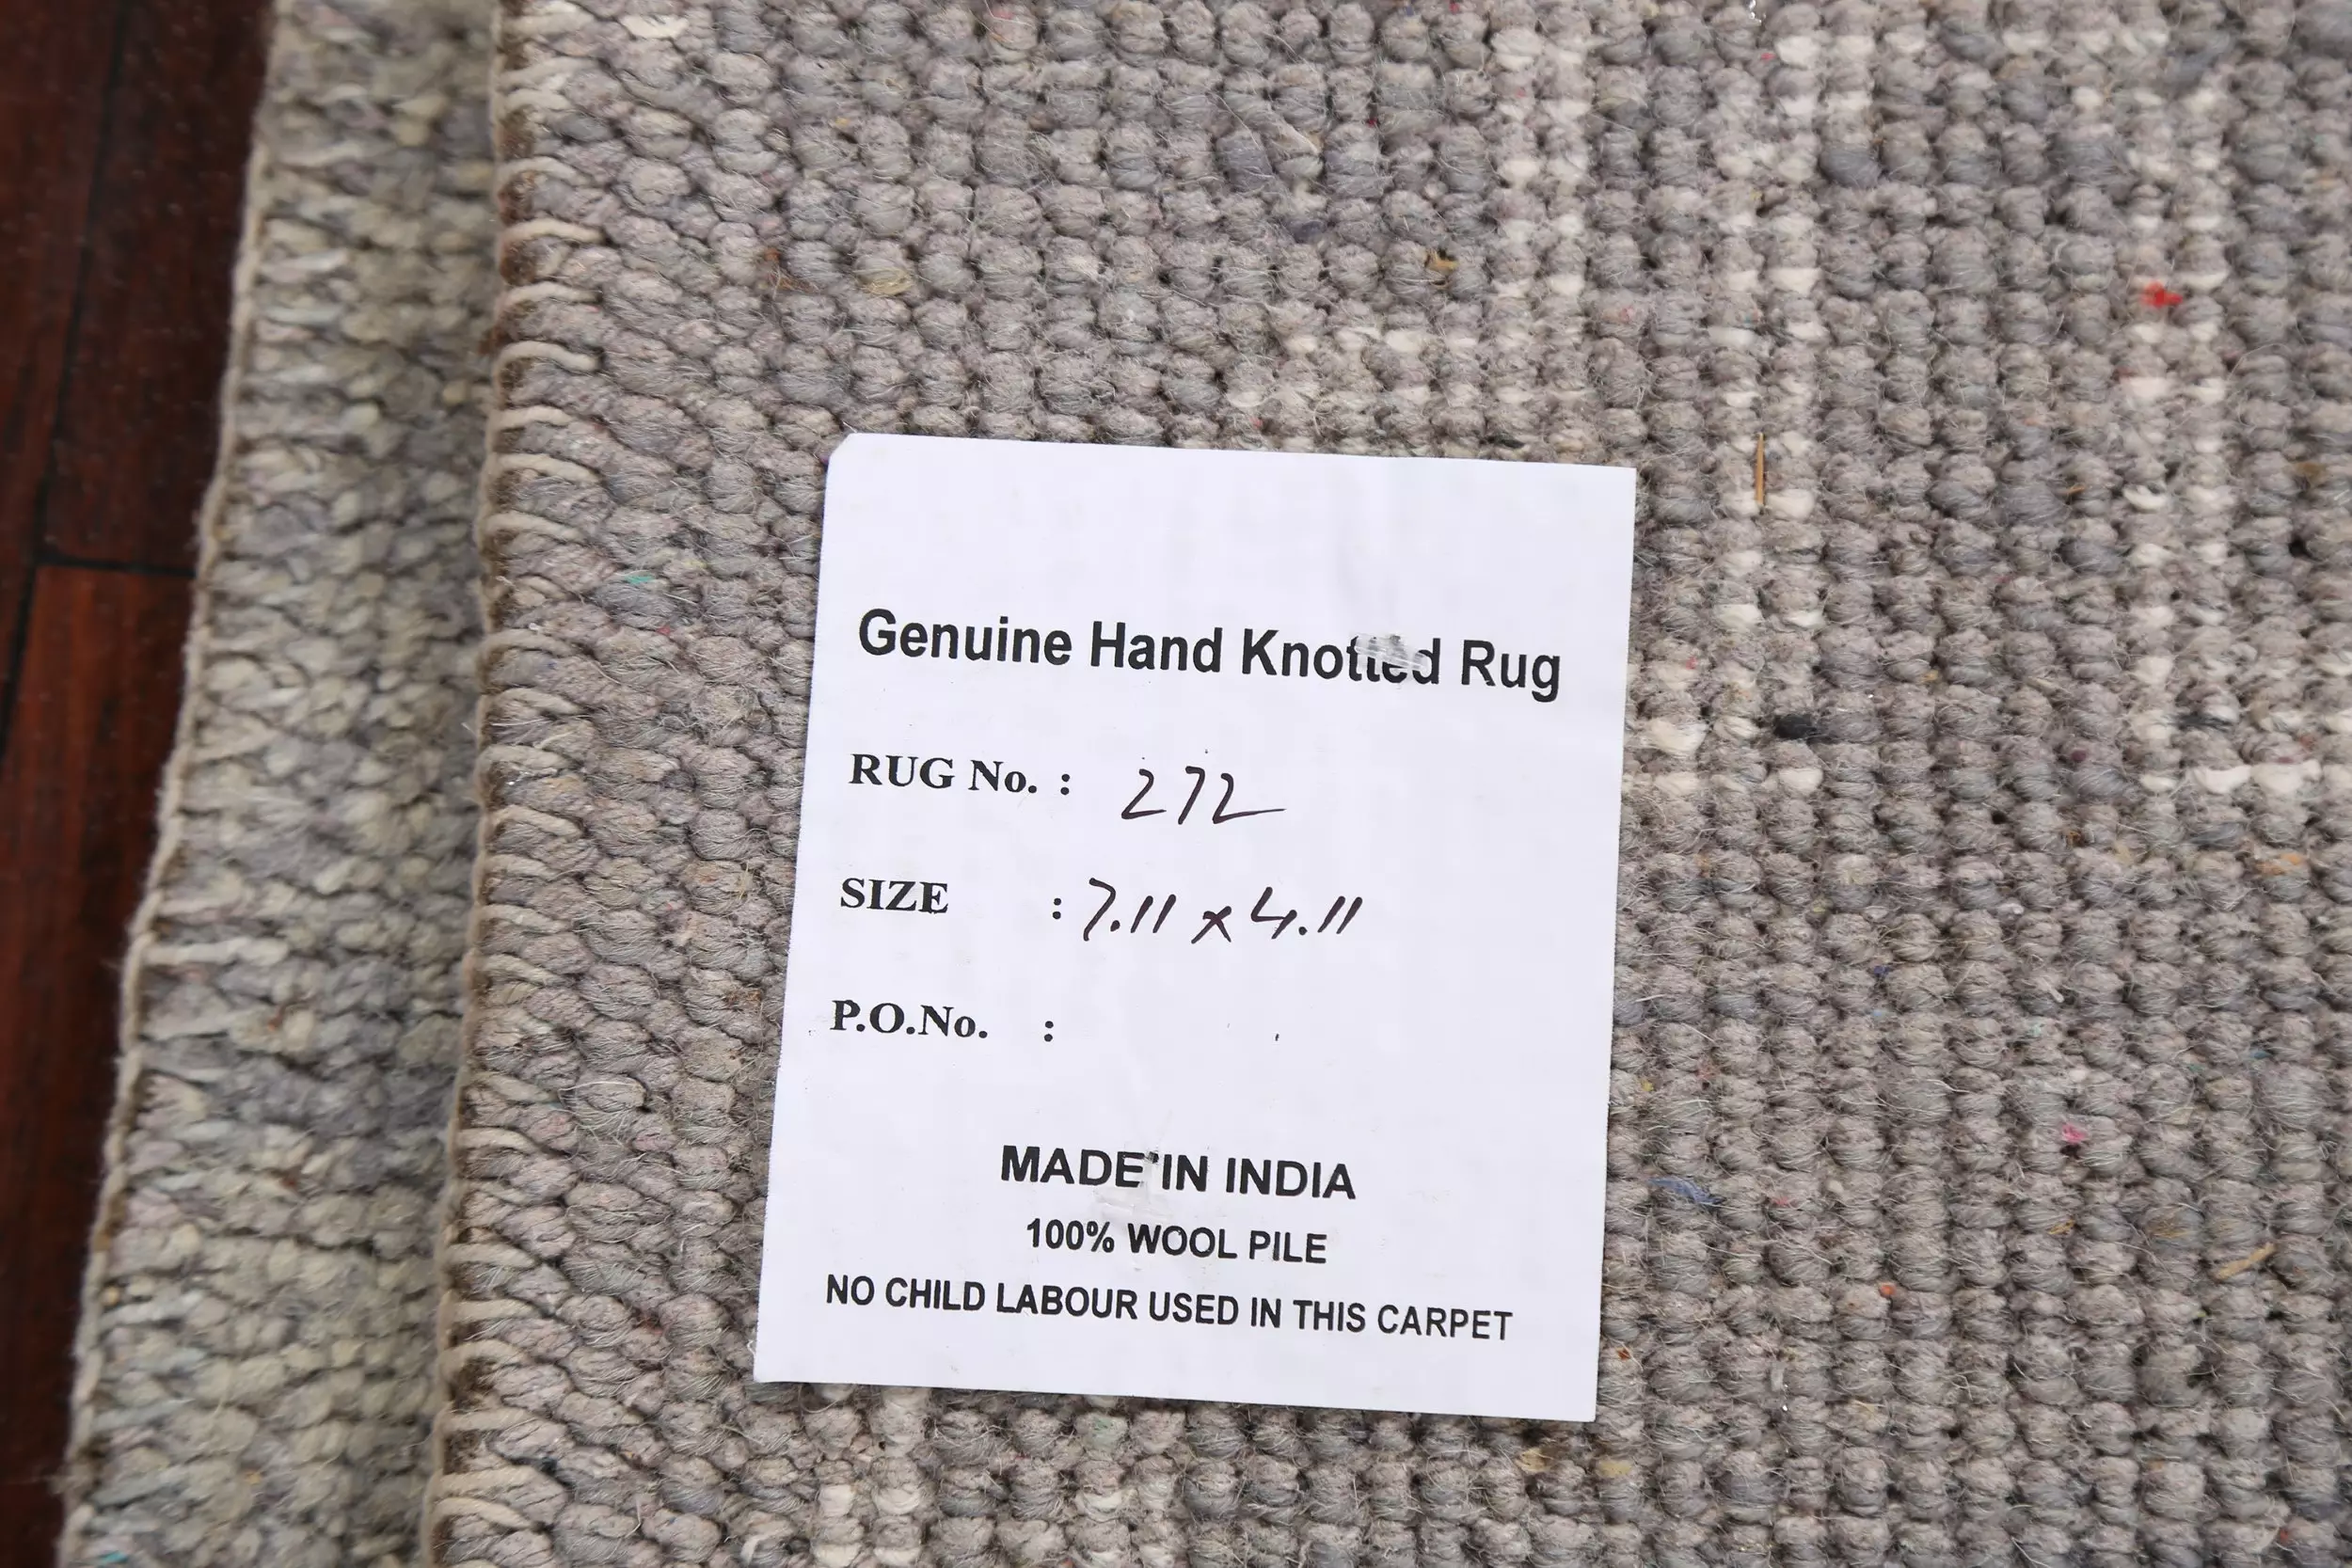 Genuine Hand Knotted Rug
RUG No. : 272
SIZE : 7.11 x 4.11
P.O.No. :
MADE IN INDIA
100% WOOL PILE
NO CHILD LABOUR USED IN THIS CARPET